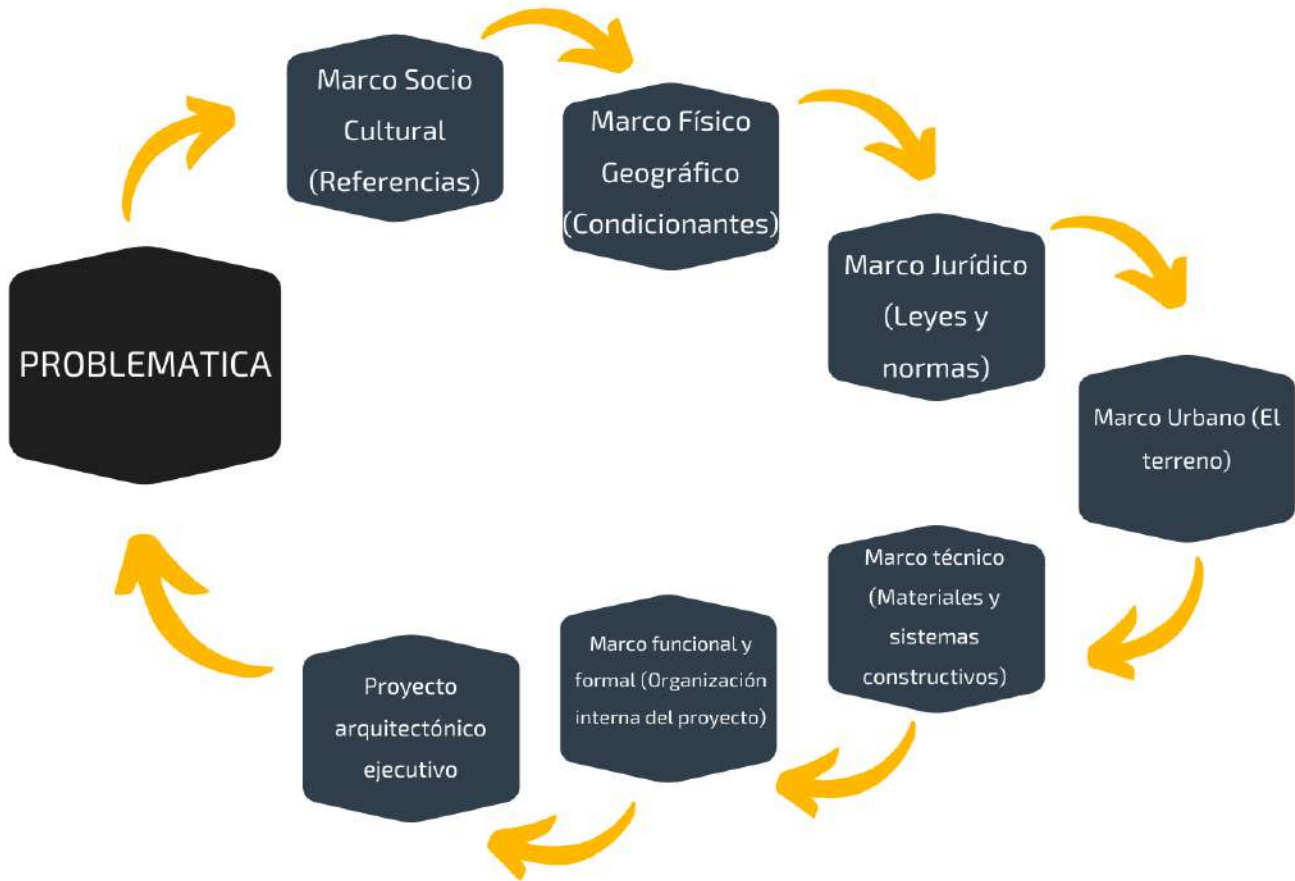 PROBLEMATICA
Marco Socio
Cultural
(Referencias)
Marco Físico
Geográfico
(Condicionantes)
Marco Jurídico
(Leyes y
normas)
Marco Urbano (El
terreno)
Marco técnico
(Materiales y
sistemas
constructivos)
Marco funcional y
formal (Organización
interna del proyecto)
Proyecto
arquitectónico
ejecutivo